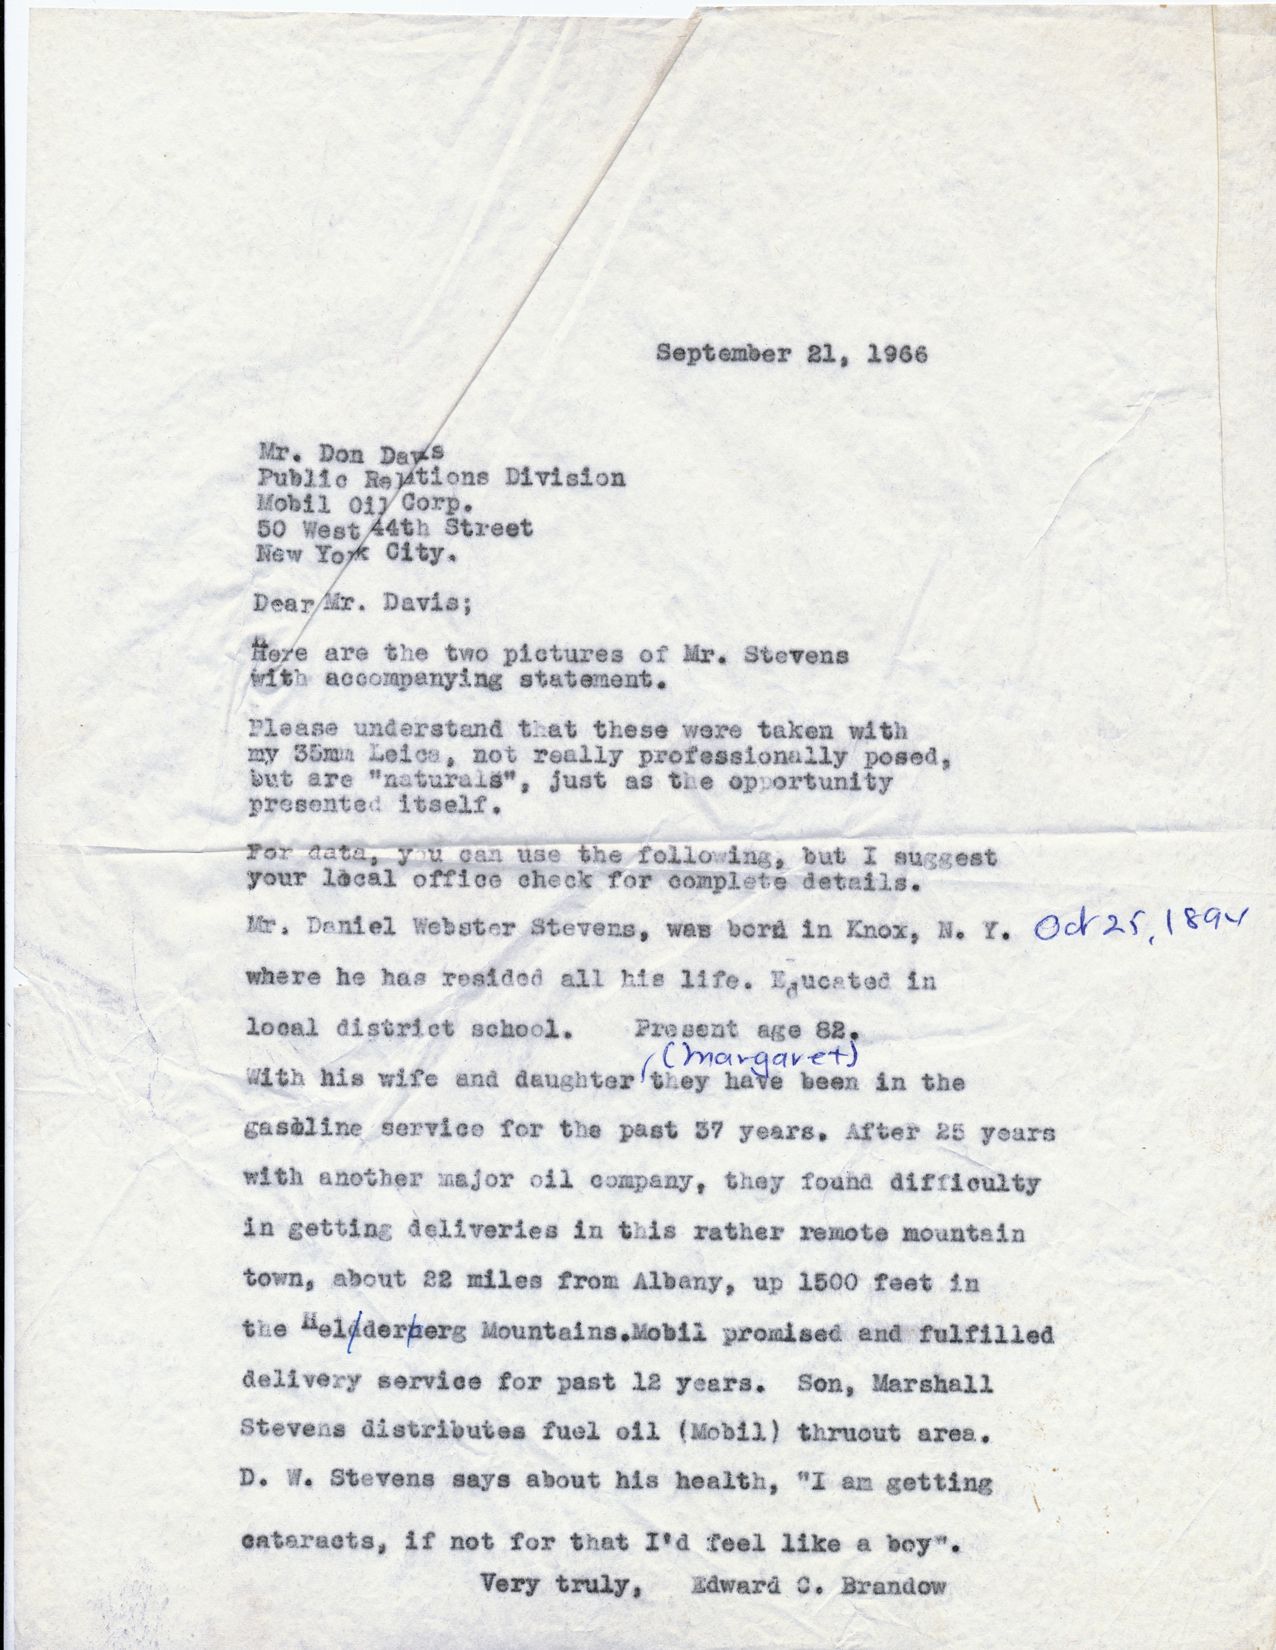 September 21, 1966
Mr. Don Davis
Public Relations Division
Mobil Oil Corp.
50 West 44th Street
New York City.
Dear Mr. Davis;
Here are the two pictures of Mr. Stevens
with accompanying statement.
Please understand that these were taken with
my 35mm Leica, not really professionally posed,
but are "naturals", just as the opportunity
presented itself.
For data, you can use the following, but I suggest
your local office check for complete details.
Mr. Daniel Webster Stevens, was born in Knox, N. Y. Oct 25, 1894
where he has resided all his life. Educated in
local district school. Present age 82.
(Margaret)
With his wife and daughter, they have been in the
gasoline service for the past 37 years. After 25 years
with another major oil company, they found difficulty
in getting deliveries in this rather remote mountain
town, about 22 miles from Albany, up 1500 feet in
the Helderberg Mountains.Mobil promised and fulfilled
delivery service for past 12 years. Son, Marshall
Stevens distributes fuel oil (Mobil) thruout area.
D. W. Stevens says about his health, "I am getting
cataracts, if not for that I'd feel like a boy".
Very truly, Edward C. Brandow